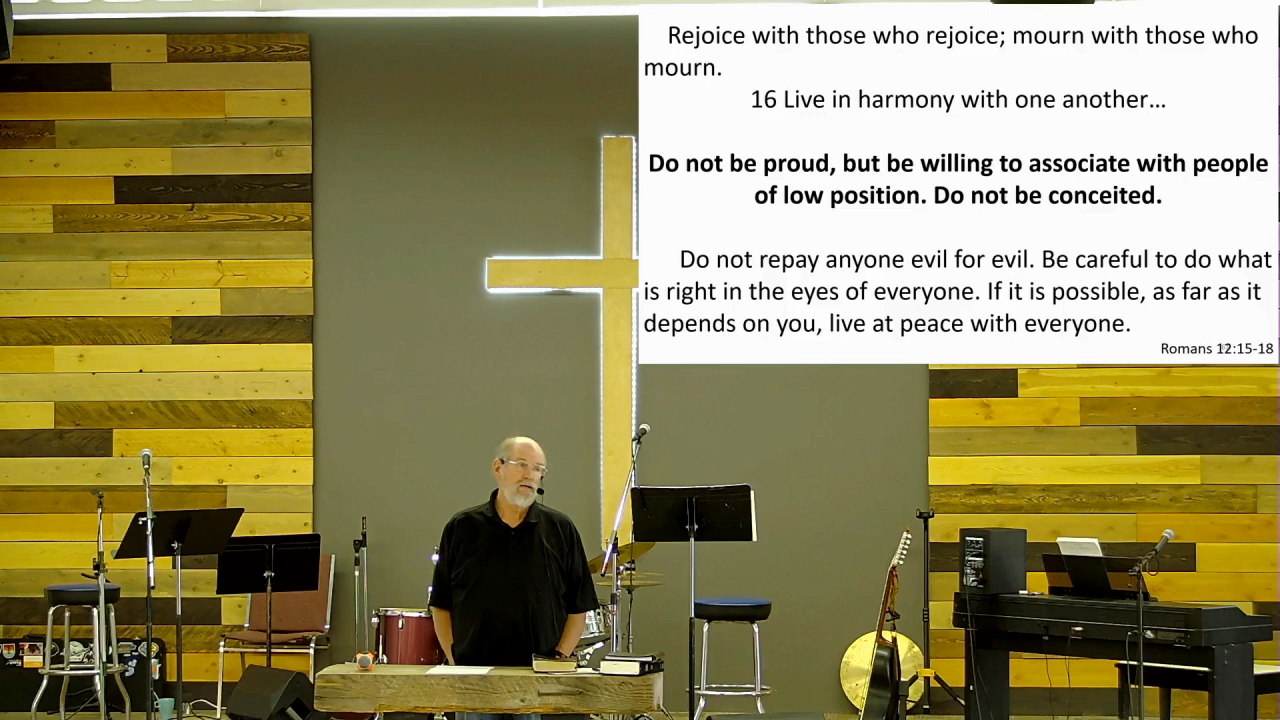 Rejoice with those who rejoice; mourn with those who
mourn.
16 Live in harmony with one another…
Do not be proud, but be willing to associate with people
of low position. Do not be conceited.
Do not repay anyone evil for evil. Be careful to do what
is right in the eyes of everyone. If it is possible, as far as it
depends on you, live at peace with everyone.
Romans 12:15-18